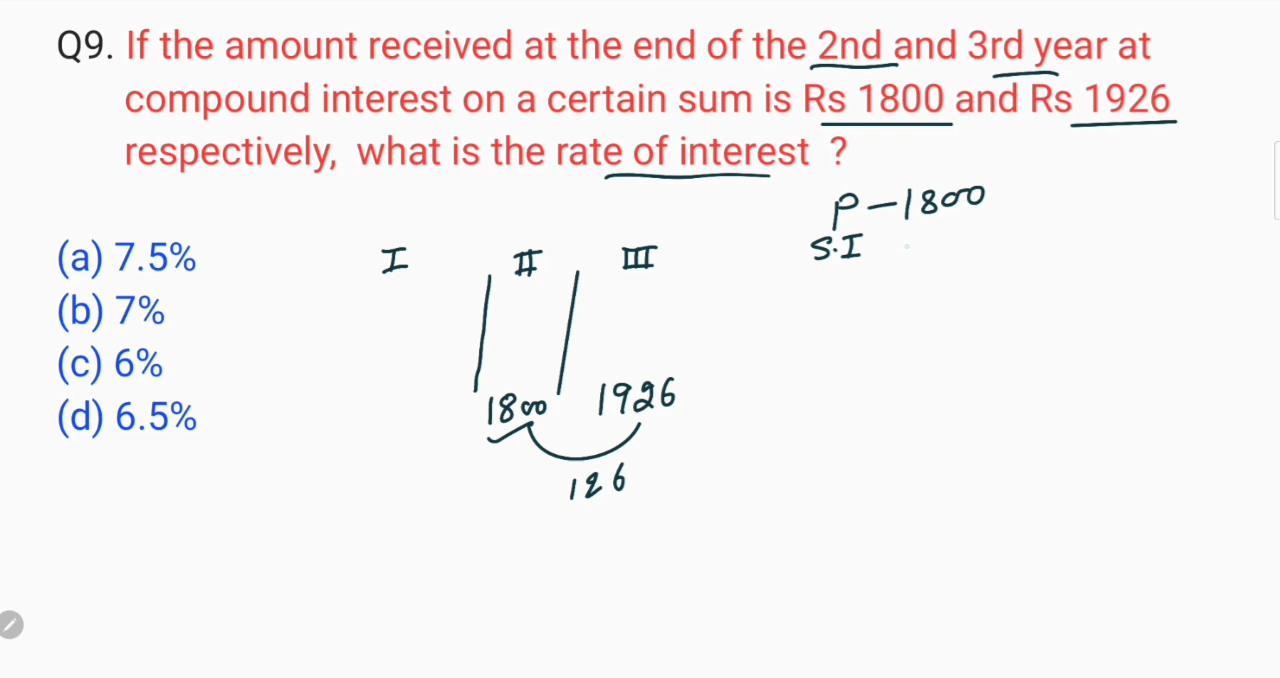 Q9. If the amount received at the end of the 2nd and 3rd year at
compound interest on a certain sum is Rs 1800 and Rs 1926
respectively, what is the rate of interest ?
P - 1800
S.I
(a) 7.5%
I II III
(b) 7%
(c) 6%
(d) 6.5%
1800 1926
126